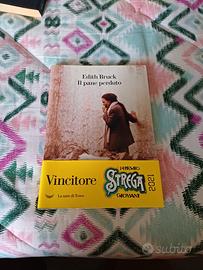 Edith Bruck
Il pane perduto
Vincitore
PREMIO
STREGA
GIOVANI
2021
La nave di Teseo
subito